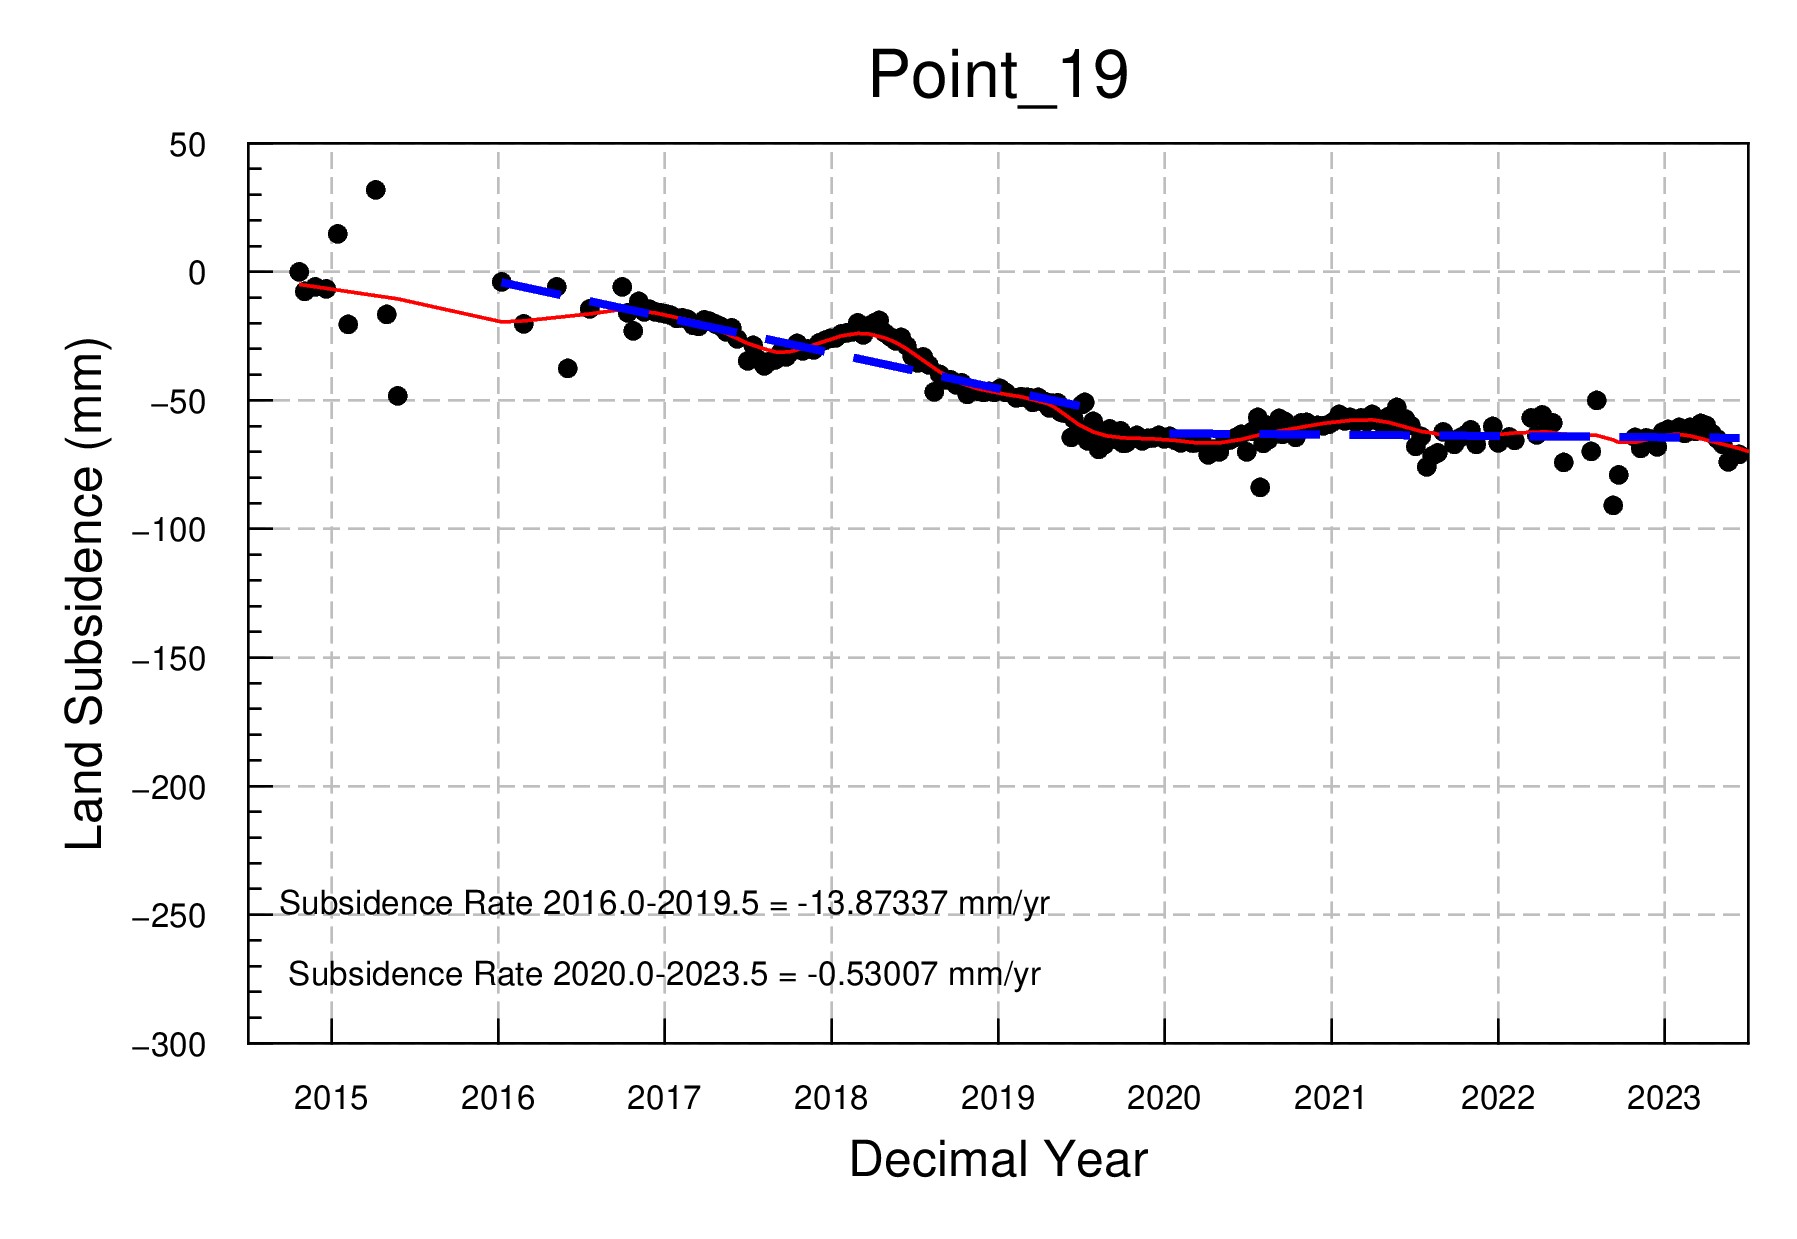 Point_19
50
0
−50
−100
−150
−200
−250
−300
Land Subsidence (mm)
Subsidence Rate 2016.0-2019.5 = -13.87337 mm/yr
Subsidence Rate 2020.0-2023.5 = -0.53007 mm/yr
2015 2016 2017 2018 2019 2020 2021 2022 2023
Decimal Year